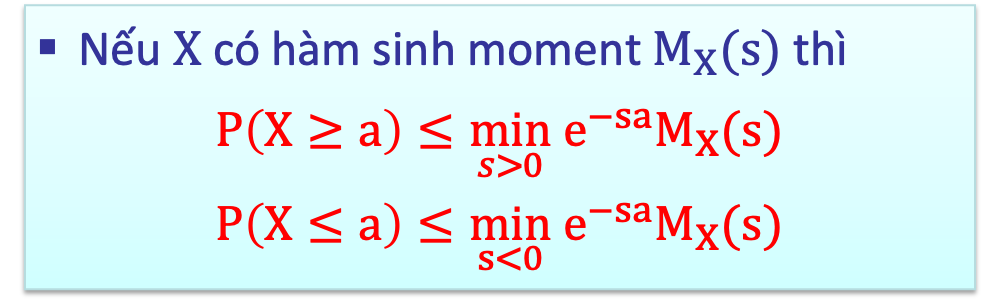 ▪ Nếu X có hàm sinh moment M_X(s) thì
P(X ≥ a) ≤ min_{s>0} e^{−sa}M_X(s)
P(X ≤ a) ≤ min_{s<0} e^{−sa}M_X(s)